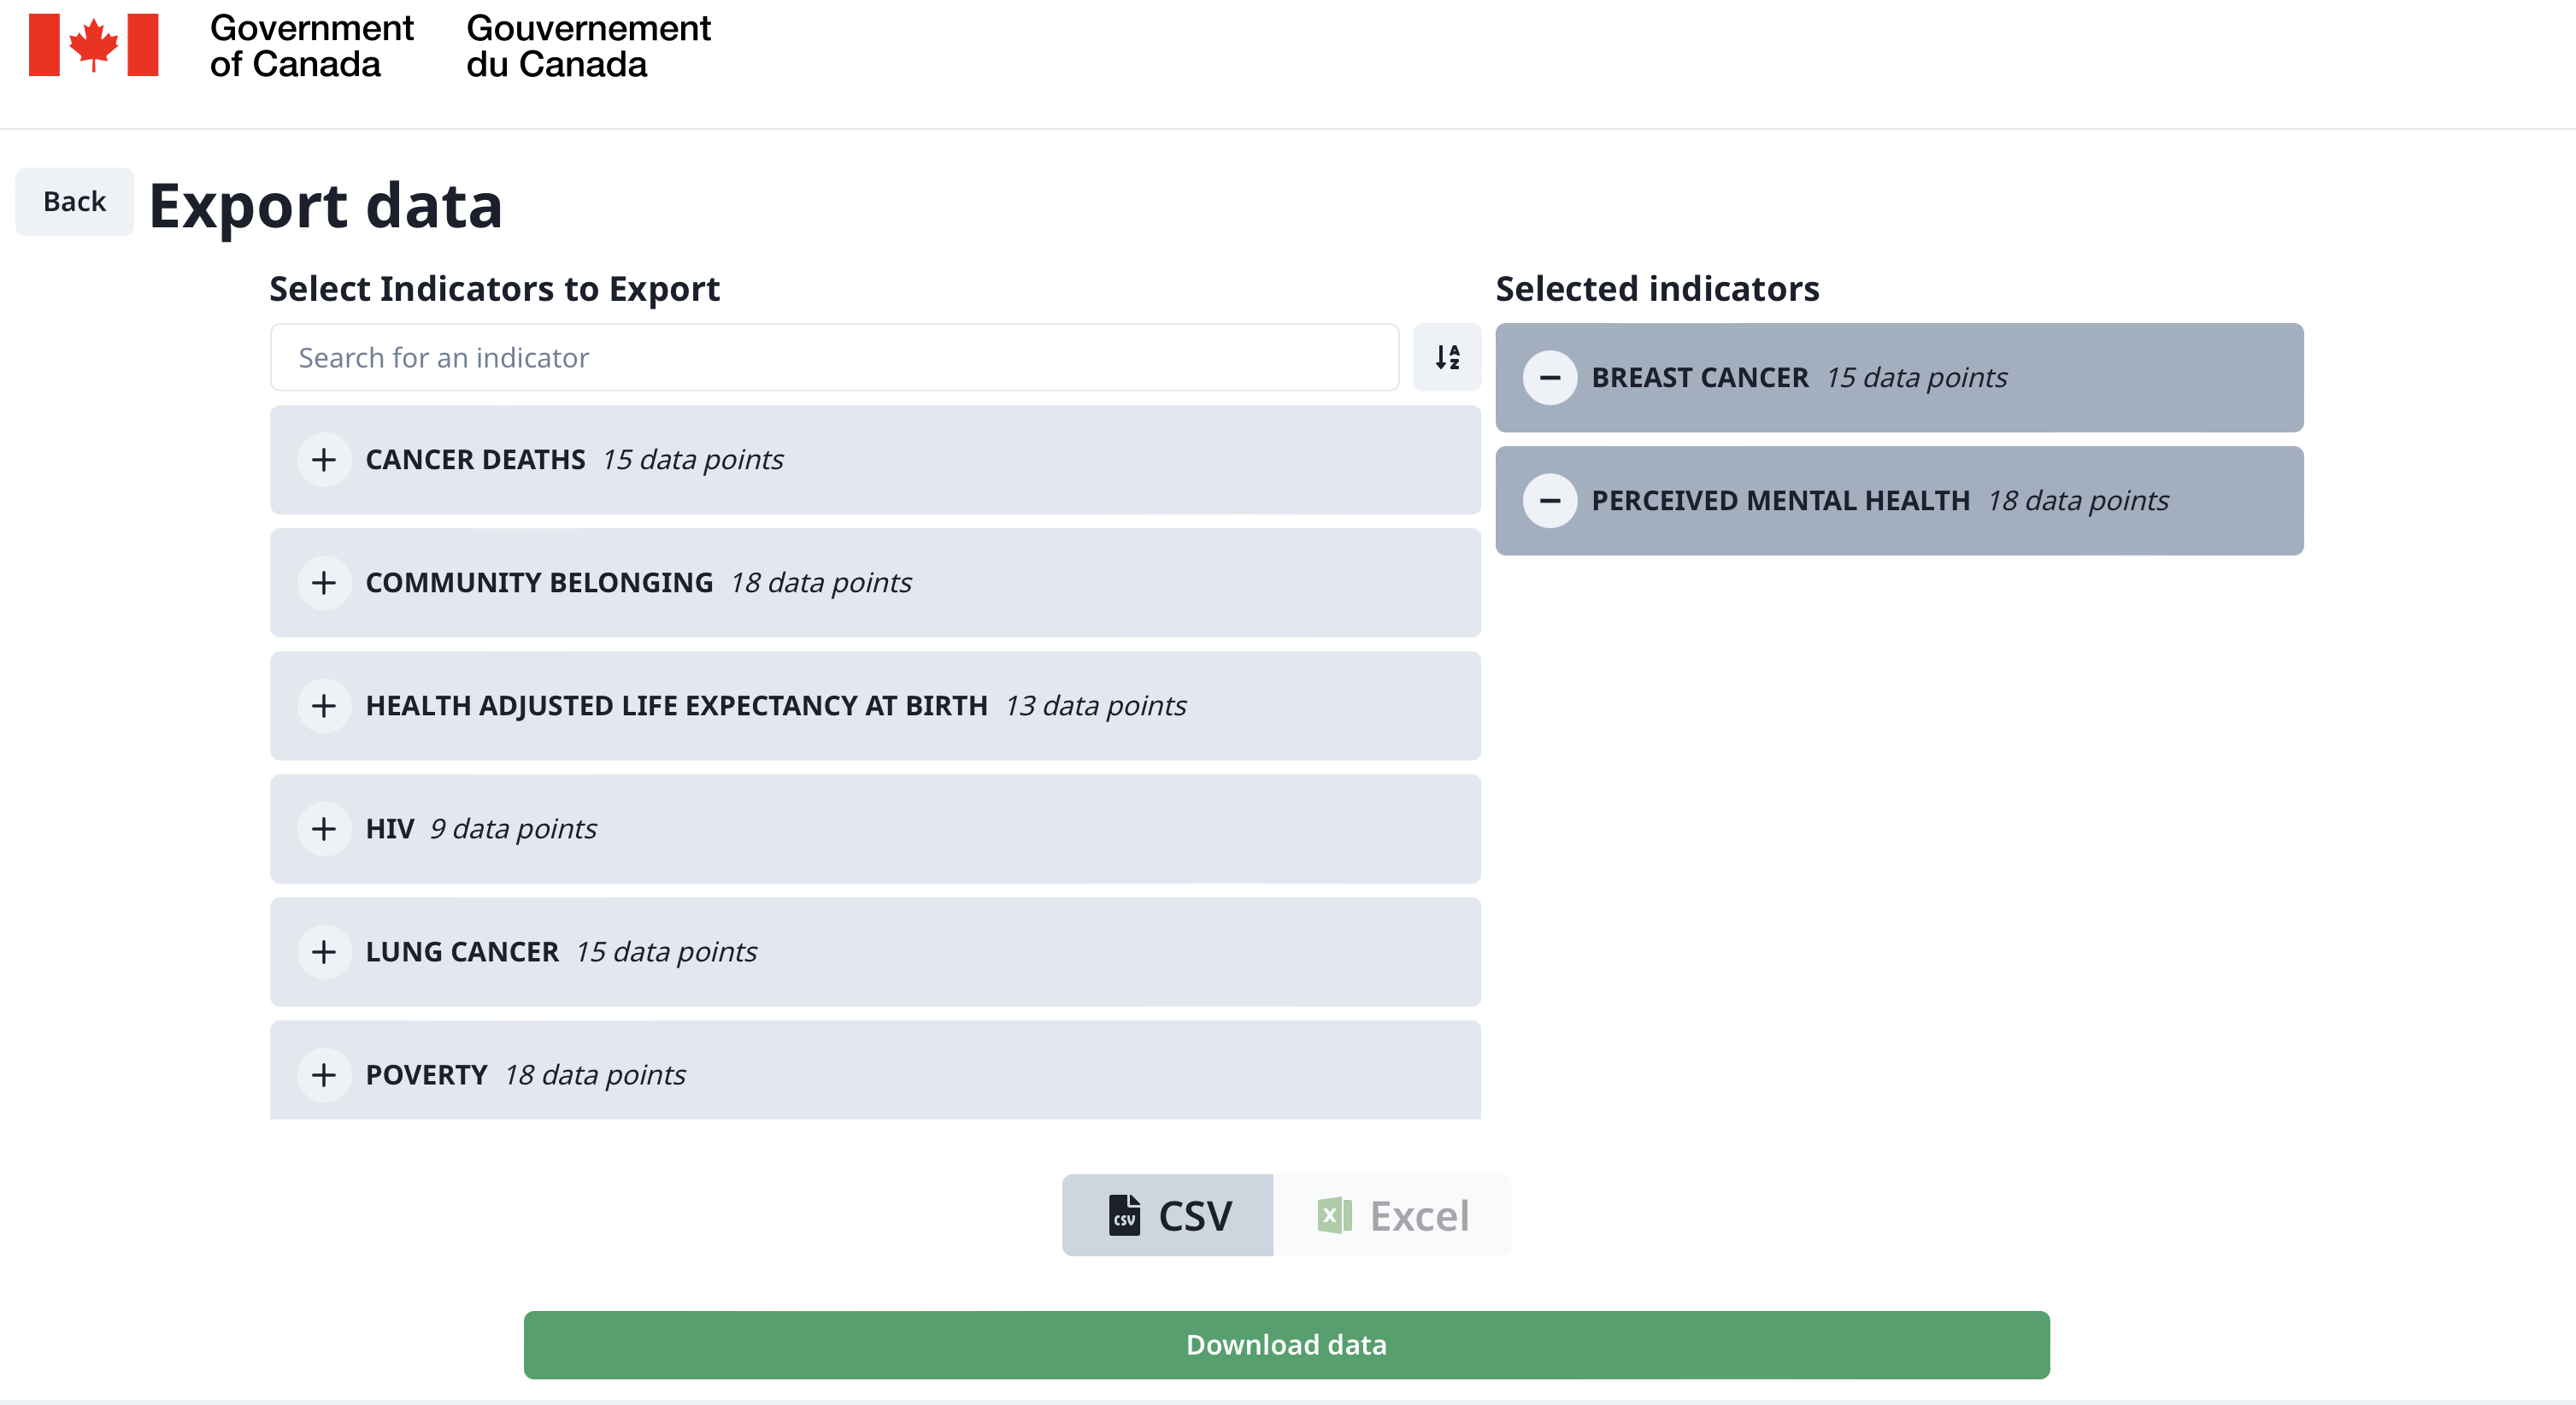 Government
of Canada
Gouvernement
du Canada
Back
Export data
Select Indicators to Export
Search for an indicator
A
Z
CANCER DEATHS 15 data points
COMMUNITY BELONGING 18 data points
HEALTH ADJUSTED LIFE EXPECTANCY AT BIRTH 13 data points
HIV 9 data points
LUNG CANCER 15 data points
POVERTY 18 data points
Selected indicators
BREAST CANCER 15 data points
PERCEIVED MENTAL HEALTH 18 data points
CSV CSV
X Excel
Download data